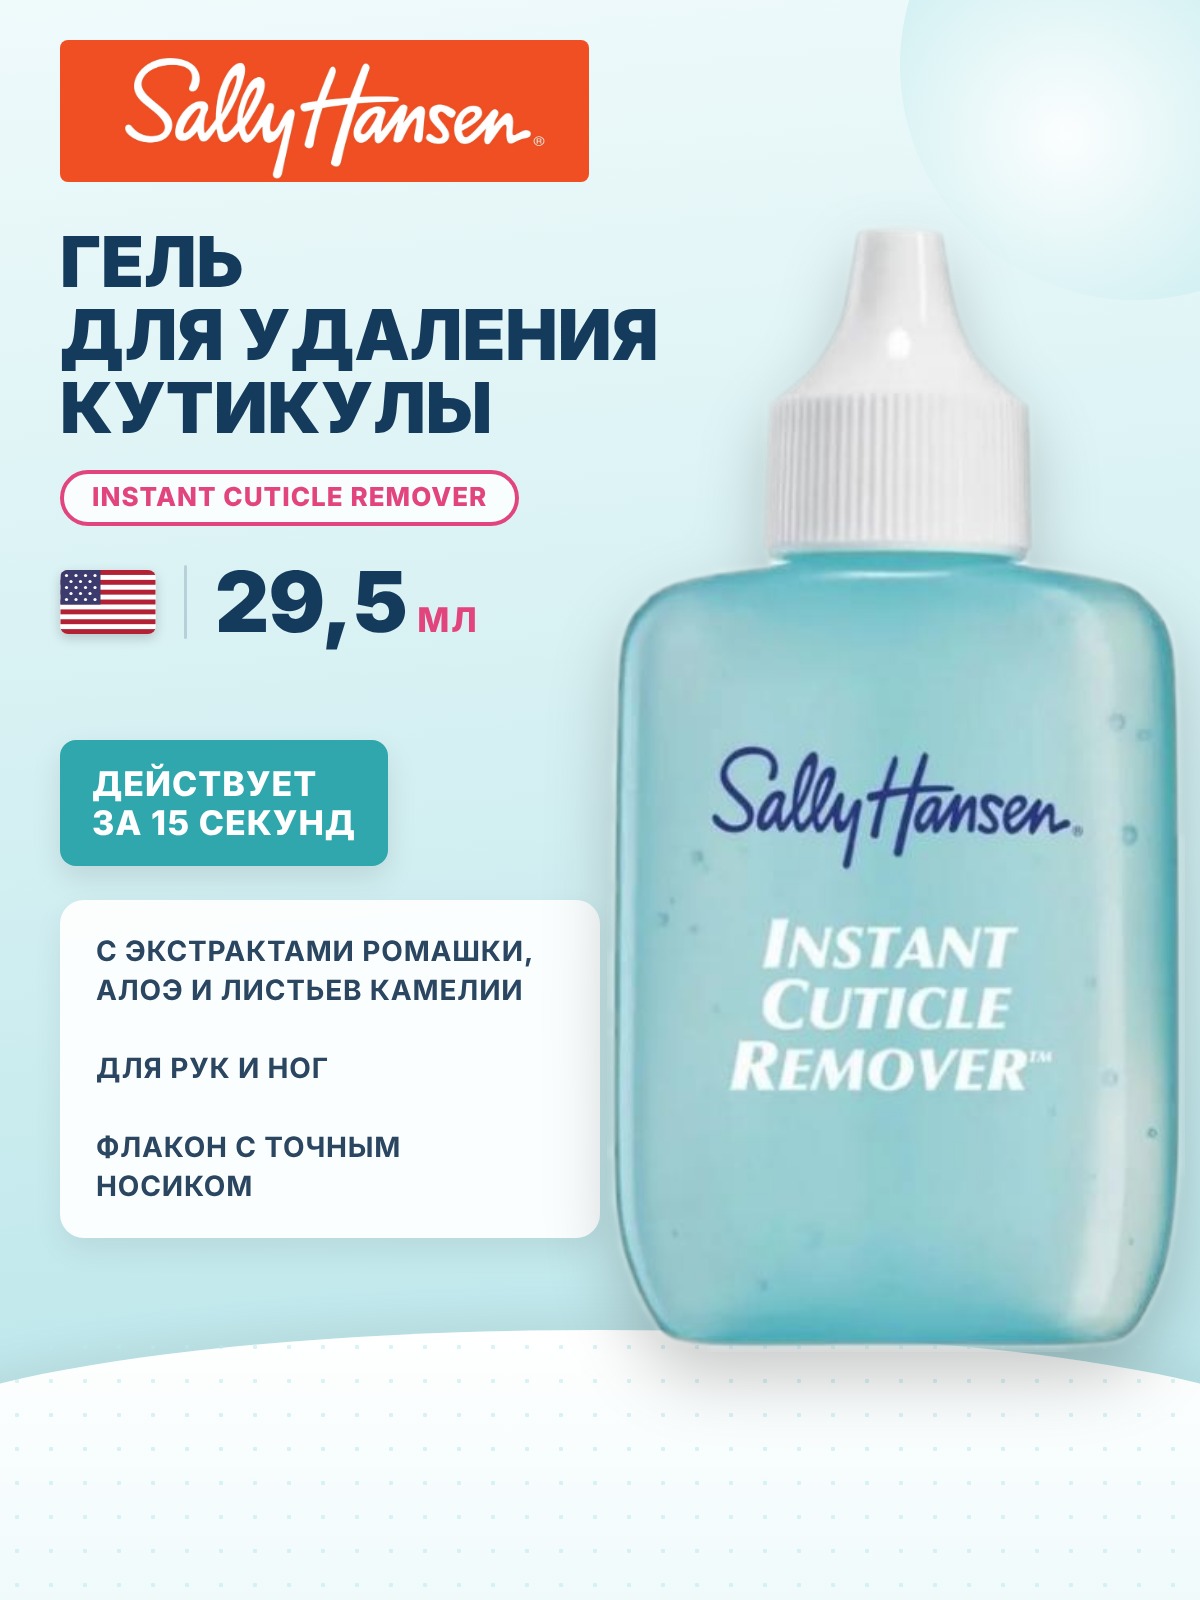 Sally Hansen®
ГЕЛЬ
ДЛЯ УДАЛЕНИЯ
КУТИКУЛЫ
INSTANT CUTICLE REMOVER
29,5 МЛ
ДЕЙСТВУЕТ
ЗА 15 СЕКУНД
С ЭКСТРАКТАМИ РОМАШКИ,
АЛОЭ И ЛИСТЬЕВ КАМЕЛИИ
ДЛЯ РУК И НОГ
ФЛАКОН С ТОЧНЫМ
НОСИКОМ
Sally Hansen®
INSTANT
CUTICLE
REMOVER™